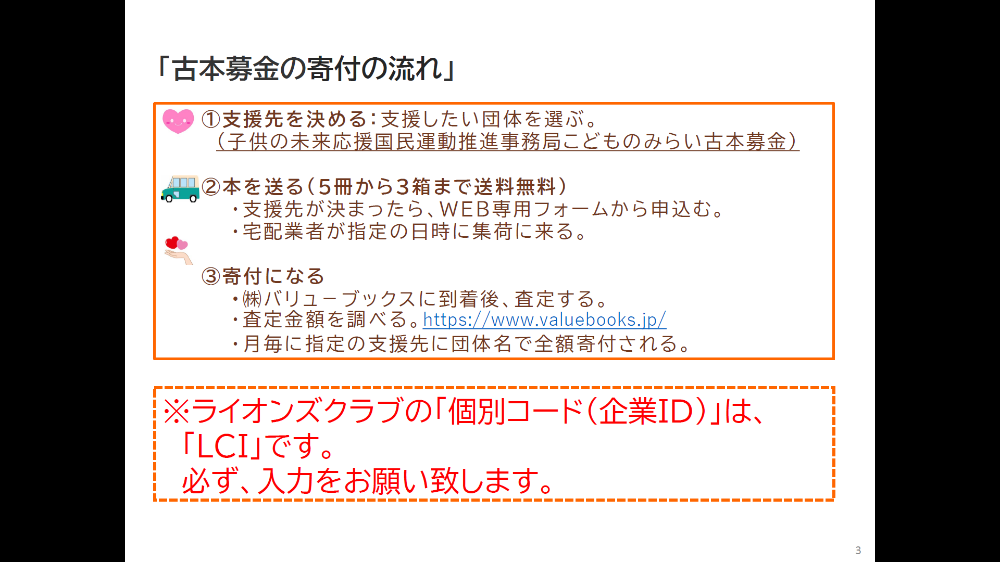 「古本募金の寄付の流れ」
①支援先を決める：支援したい団体を選ぶ。
（子供の未来応援国民運動推進事務局こどものみらい古本募金）
②本を送る（５冊から３箱まで送料無料）
・支援先が決まったら、ＷＥＢ専用フォームから申込む。
・宅配業者が指定の日時に集荷に来る。
③寄付になる
・㈱バリュ－ブックスに到着後、査定する。
・査定金額を調べる。https://www.valuebooks.jp/
・月毎に指定の支援先に団体名で全額寄付される。
※ライオンズクラブの「個別コード（企業ＩＤ）」は、
「ＬＣＩ」です。
必ず、入力をお願い致します。
3